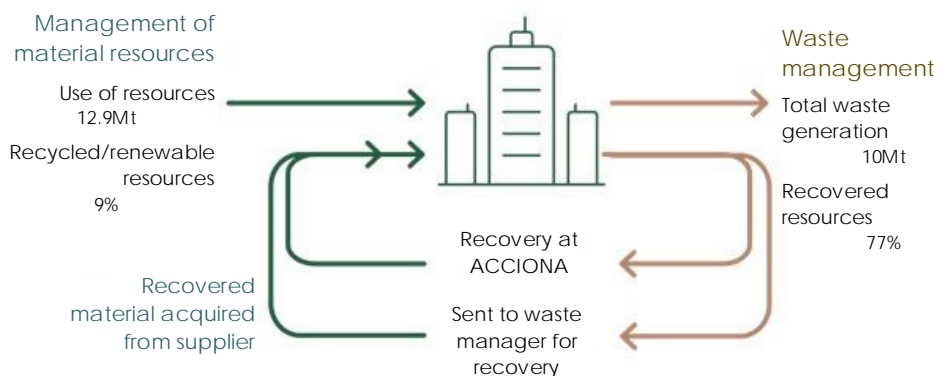 Management of
material resources
Use of resources
12.9Mt
Recycled/renewable
resources
9%
Recovered
material acquired
from supplier
Recovery at
ACCIONA
Sent to waste
manager for
recovery
Waste
management
Total waste
generation
10Mt
Recovered
resources
77%